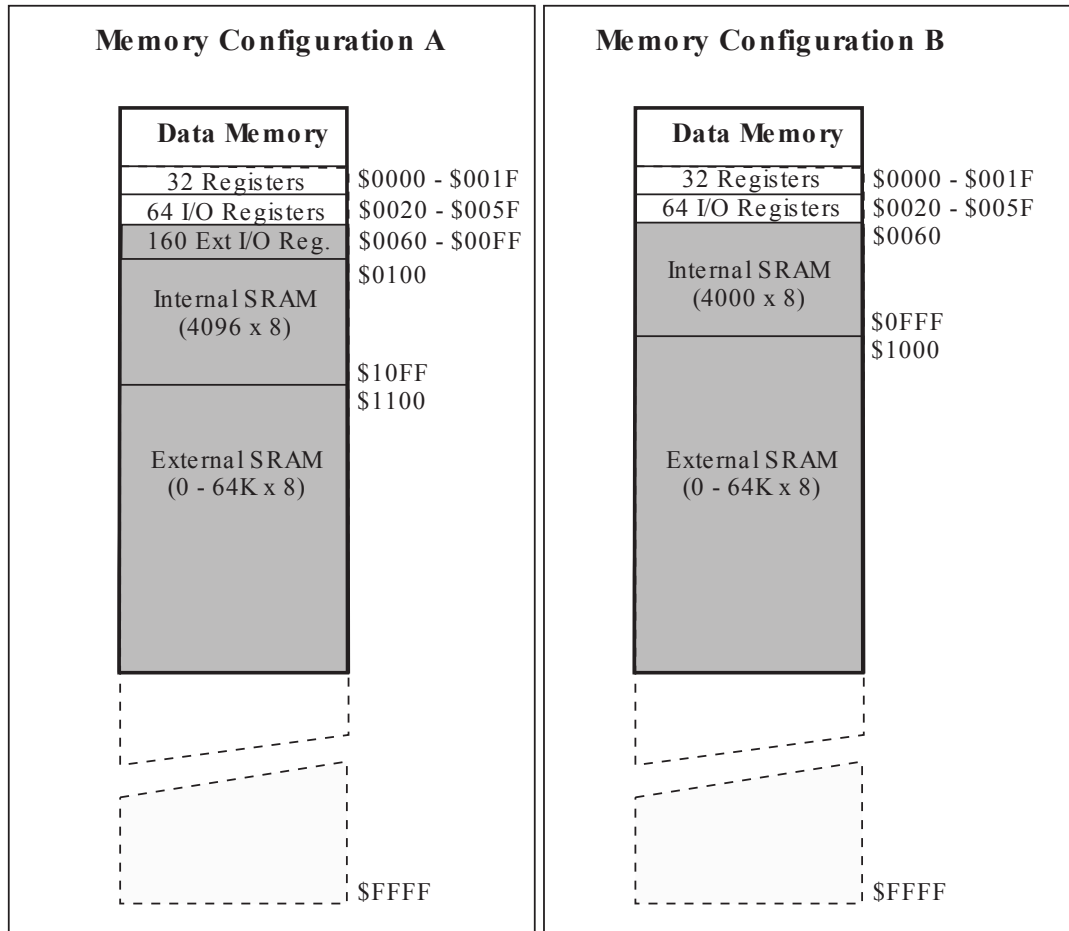 Memory Configuration A
Data Memory
32 Registers
$0000 - $001F
64 I/O Registers
$0020 - $005F
160 Ext I/O Reg.
$0060 - $00FF
$0100
Internal SRAM
(4096 x 8)
$10FF
$1100
External SRAM
(0 - 64K x 8)
$FFFF
Memory Configuration B
Data Memory
32 Registers
$0000 - $001F
64 I/O Registers
$0020 - $005F
$0060
Internal SRAM
(4000 x 8)
$0FFF
$1000
External SRAM
(0 - 64K x 8)
$FFFF